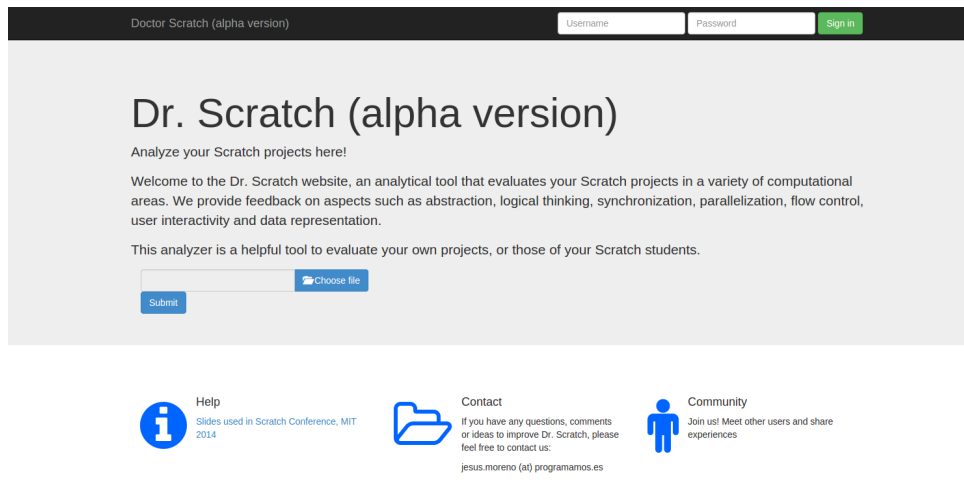 Doctor Scratch (alpha version)
Username
Password
Sign in
Dr. Scratch (alpha version)
Analyze your Scratch projects here!
Welcome to the Dr. Scratch website, an analytical tool that evaluates your Scratch projects in a variety of computational
areas. We provide feedback on aspects such as abstraction, logical thinking, synchronization, parallelization, flow control,
user interactivity and data representation.
This analyzer is a helpful tool to evaluate your own projects, or those of your Scratch students.
Choose file
Submit
Help
Slides used in Scratch Conference, MIT
2014
Contact
If you have any questions, comments
or ideas to improve Dr. Scratch, please
feel free to contact us:
jesus.moreno (at) programamos.es
Community
Join us! Meet other users and share
experiences